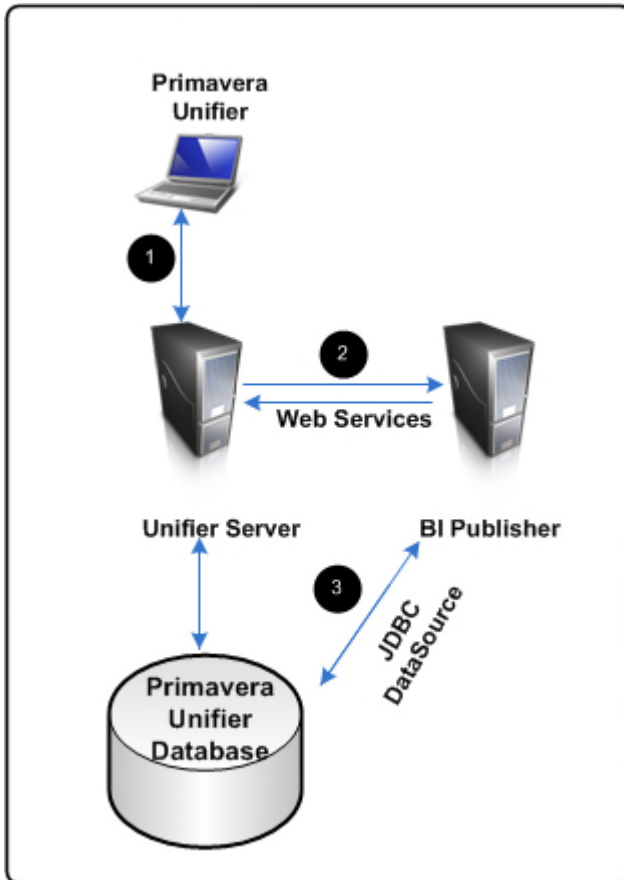 Primavera
Unifier
1
2
Web Services
Unifier Server
BI Publisher
3
JDBC
DataSource
Primavera
Unifier
Database